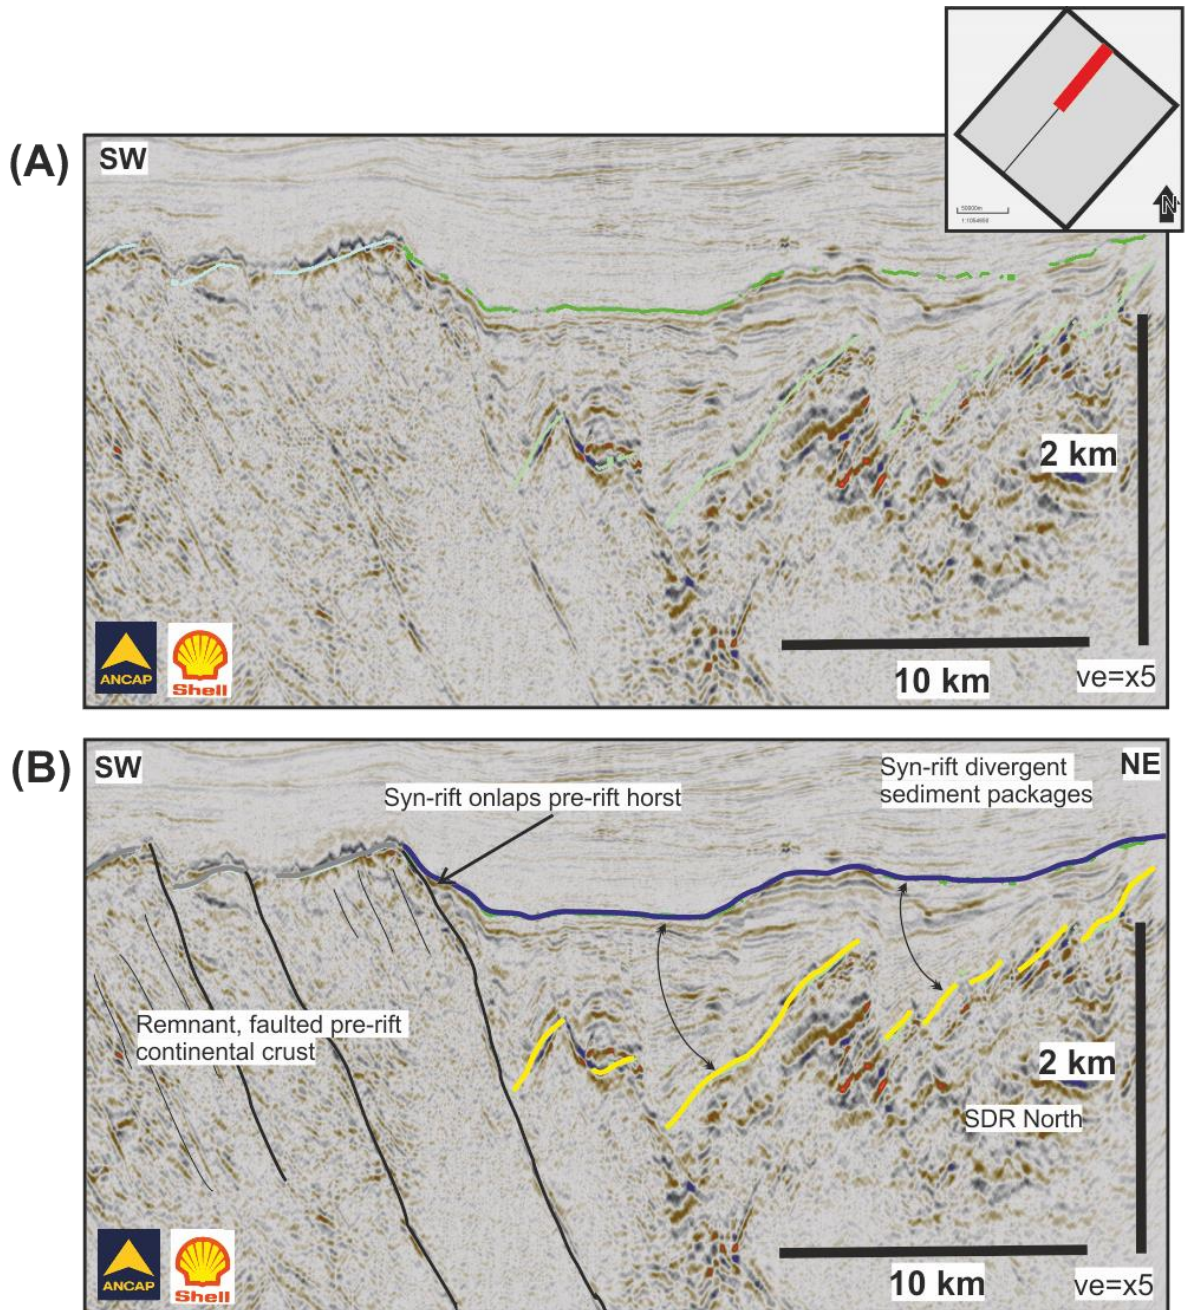 N
50000m
(A)
SW
2 km
10 km
ve=x5
ANCAP
Shell
(B)
SW
NE
Syn-rift onlaps pre-rift horst
Syn-rift divergent
sediment packages
Remnant, faulted pre-rift
continental crust
2 km
SDR North
10 km
ve=x5
ANCAP
Shell